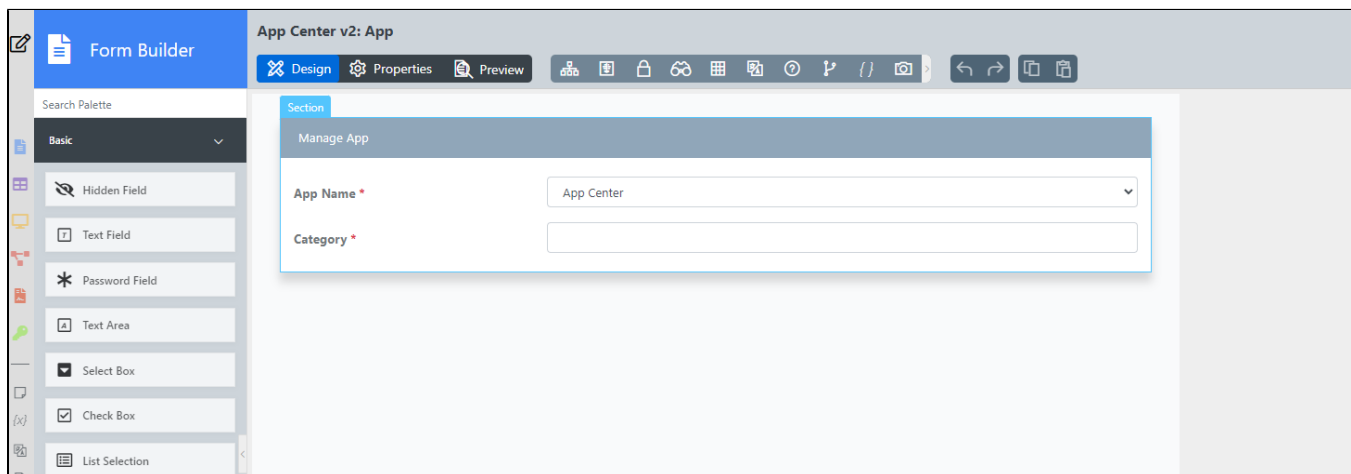 App Center v2: App
Form Builder
Design Properties Preview
Search Palette
Basic
Hidden Field
Text Field
Password Field
Text Area
Select Box
Check Box
List Selection
Section
Manage App
App Name *
App Center
Category *
{x}